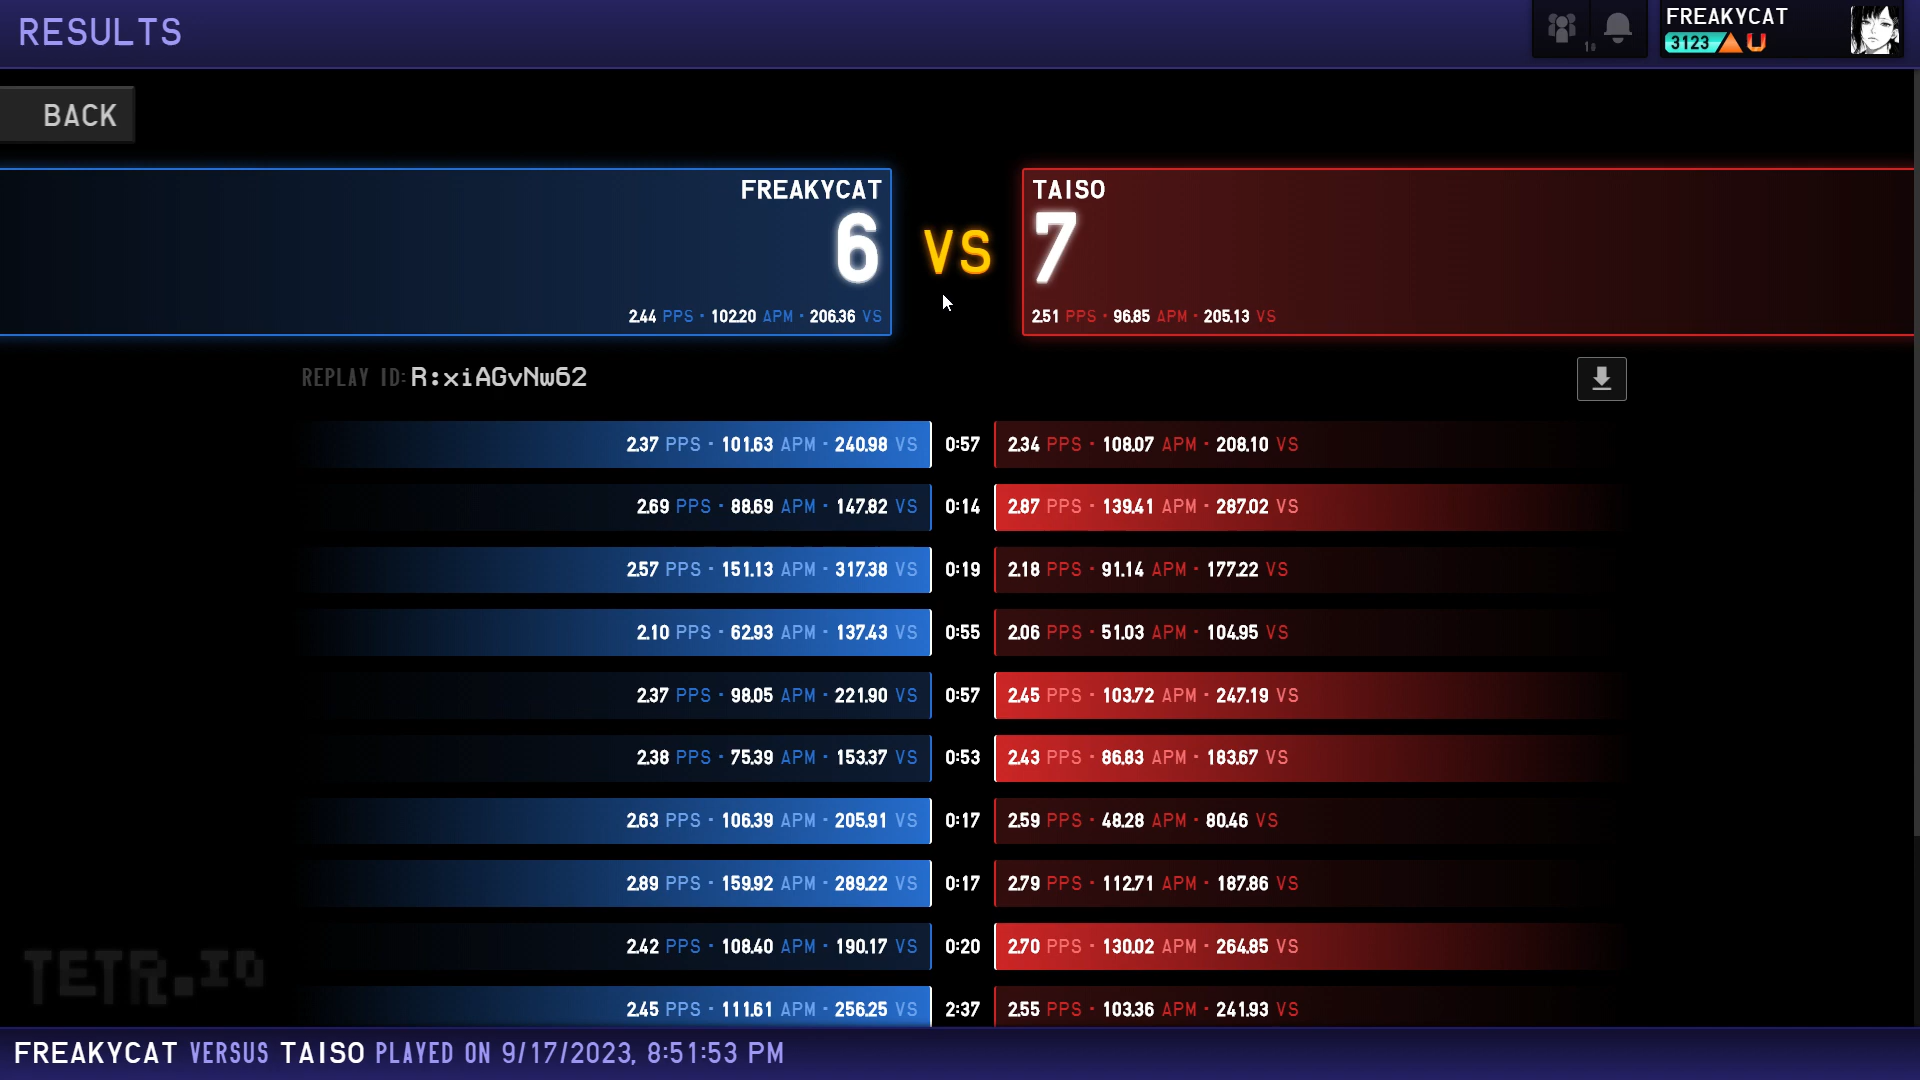 RESULTS
FREAKYCAT
3123
BACK
FREAKYCAT
6
2.44 PPS · 102.20 APM · 206.36 VS
VS
TAISO
7
2.51 PPS · 96.85 APM · 205.13 VS
REPLAY ID: R:xiAGvNw62
2.37 PPS · 101.63 APM · 240.98 VS 0:57 2.34 PPS · 108.07 APM · 208.10 VS
2.69 PPS · 88.69 APM · 147.82 VS 0:14 2.87 PPS · 139.41 APM · 287.02 VS
2.57 PPS · 151.13 APM · 317.38 VS 0:19 2.18 PPS · 91.14 APM · 177.22 VS
2.10 PPS · 62.93 APM · 137.43 VS 0:55 2.06 PPS · 51.03 APM · 104.95 VS
2.37 PPS · 98.05 APM · 221.90 VS 0:57 2.45 PPS · 103.72 APM · 247.19 VS
2.38 PPS · 75.39 APM · 153.37 VS 0:53 2.43 PPS · 86.83 APM · 183.67 VS
2.63 PPS · 106.39 APM · 205.91 VS 0:17 2.59 PPS · 48.28 APM · 80.46 VS
2.89 PPS · 159.92 APM · 289.22 VS 0:17 2.79 PPS · 112.71 APM · 187.86 VS
2.42 PPS · 108.40 APM · 190.17 VS 0:20 2.70 PPS · 130.02 APM · 264.85 VS
2.45 PPS · 111.61 APM · 256.25 VS 2:37 2.55 PPS · 103.36 APM · 241.93 VS
TETR.IO
FREAKYCAT VERSUS TAISO PLAYED ON 9/17/2023, 8:51:53 PM